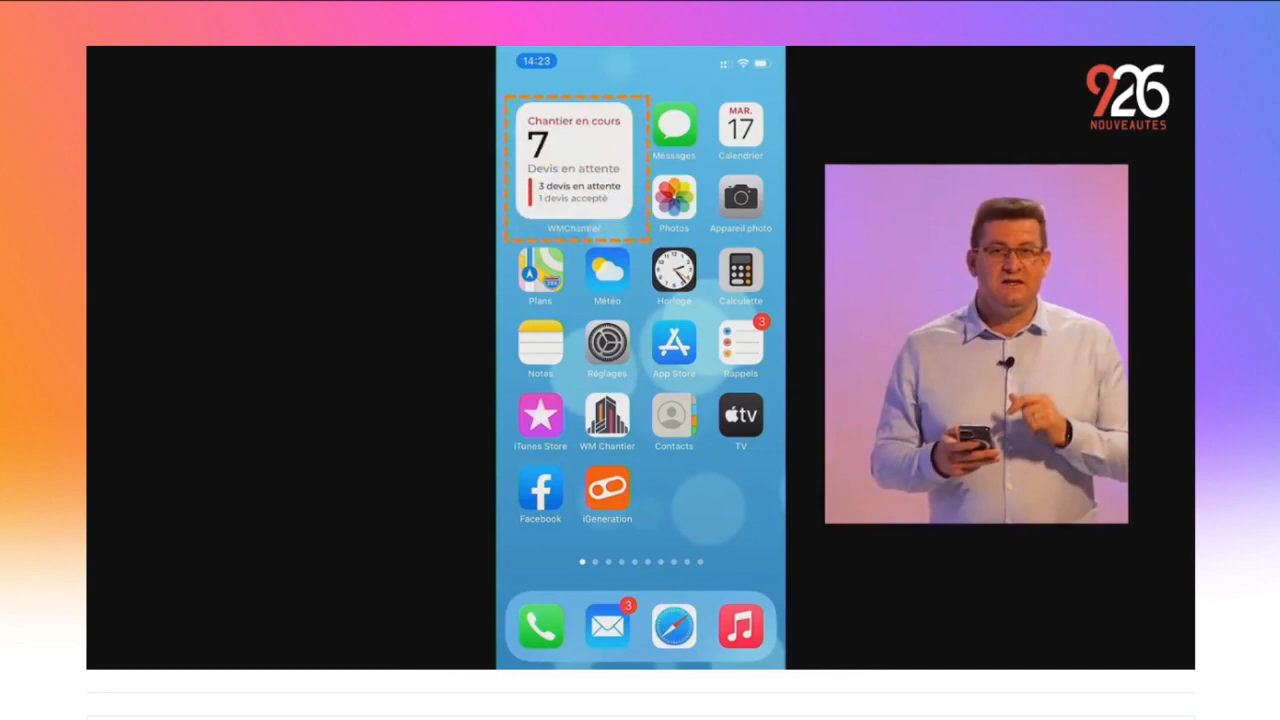 14:23
926
NOUVEAUTES
Chantier en cours
7
Devis en attente
3 devis en attente
1 devis accepté
WMChantier
Messages
MAR.
17
Calendrier
Photos
Appareil photo
Plans
Météo
Horloge
Calculette
3
Notes
Réglages
App Store
Rappels
tv
iTunes Store
WM Chantier
Contacts
TV
Facebook
iGeneration
3